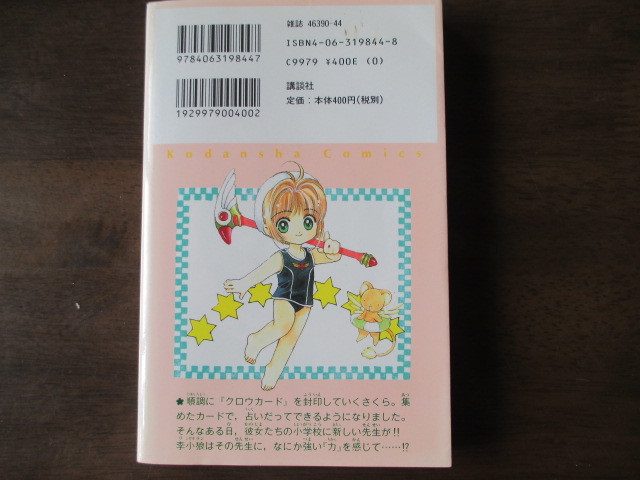 雑誌 46390-44
ISBN4-06-319844-8
C9979 ¥400E (0)
9784063198447
講談社
定価：本体400円(税別)
1929979004002
Kodansha Comics
★順調に「クロウカード」を封印していくさくら。集
めたカードで，占いだってできるようになりました。
そんなある日，彼女たちの小学校に新しい先生が!!
李小狼はその先生に，なにか強い「力」を感じて……!?